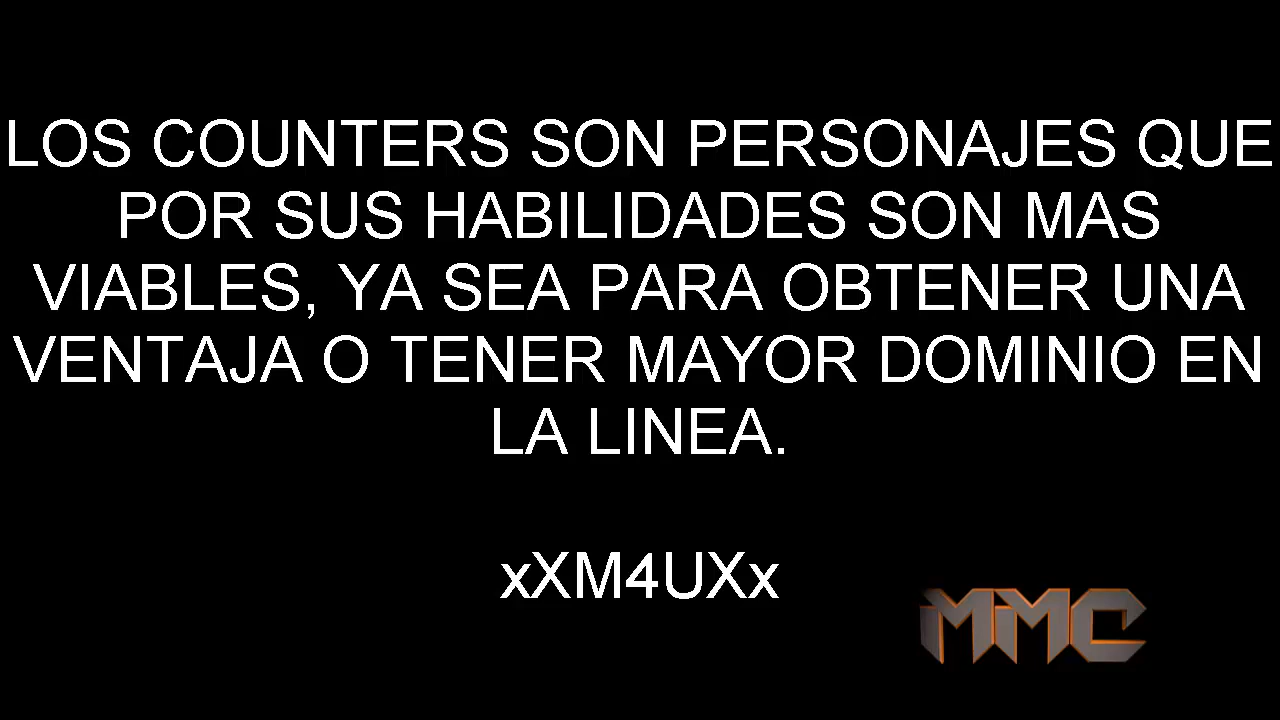 LOS COUNTERS SON PERSONAJES QUE
POR SUS HABILIDADES SON MAS
VIABLES, YA SEA PARA OBTENER UNA
VENTAJA O TENER MAYOR DOMINIO EN
LA LINEA.
xXM4UXx
MMC